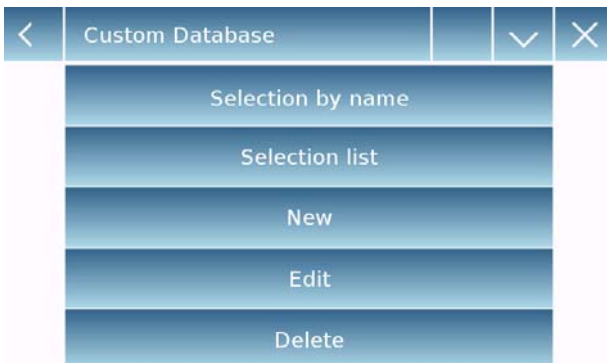 Custom Database
Selection by name
Selection list
New
Edit
Delete